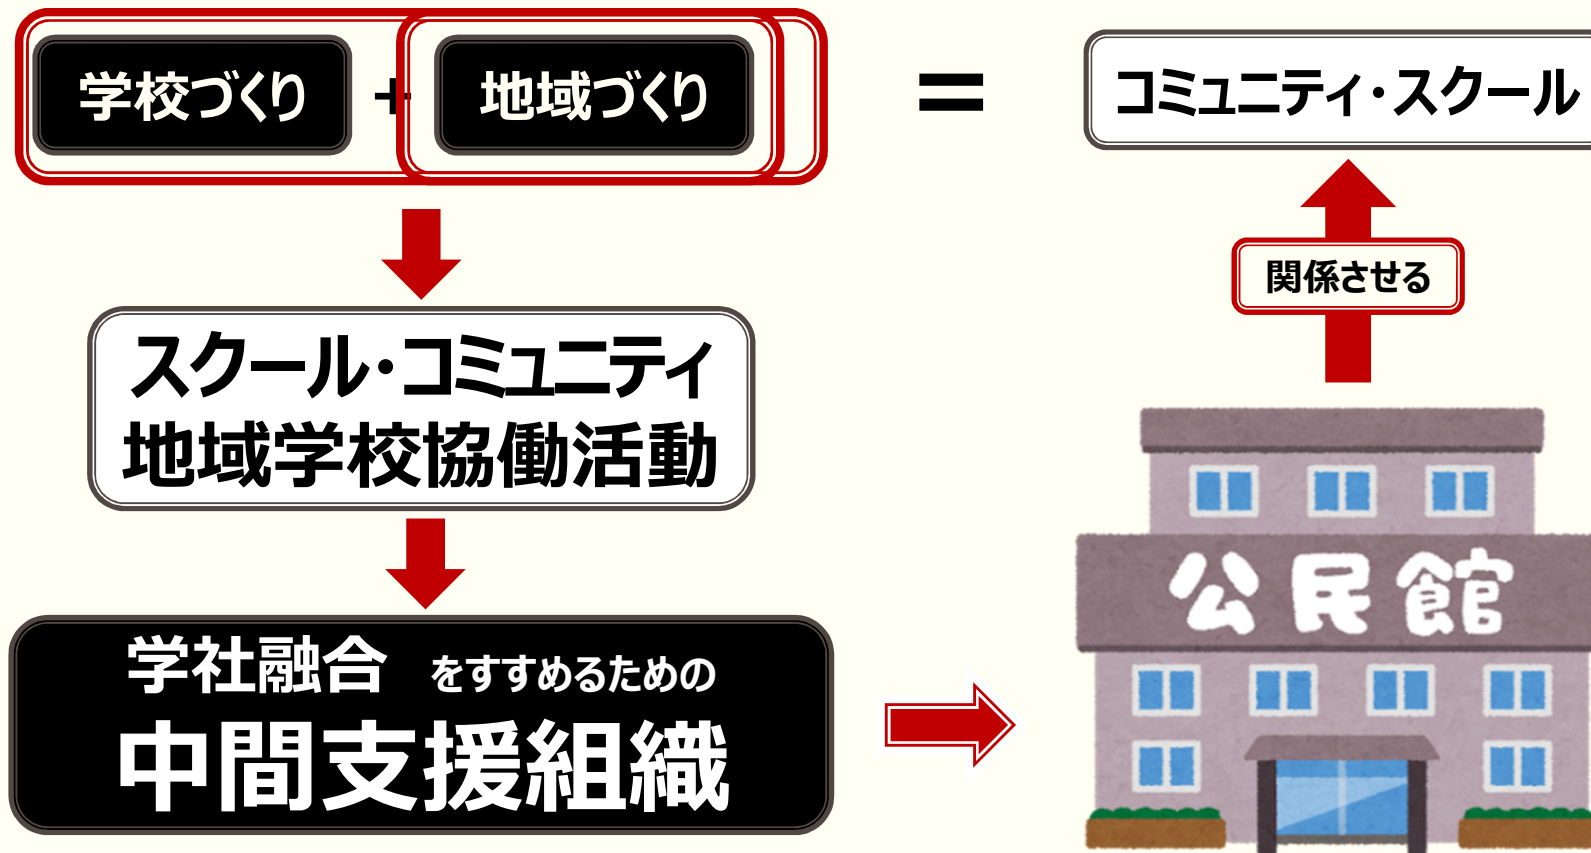 学校づくり + 地域づくり = コミュニティ・スクール
関係させる
スクール・コミュニティ
地域学校協働活動
学社融合 をすすめるための
中間支援組織
公民館